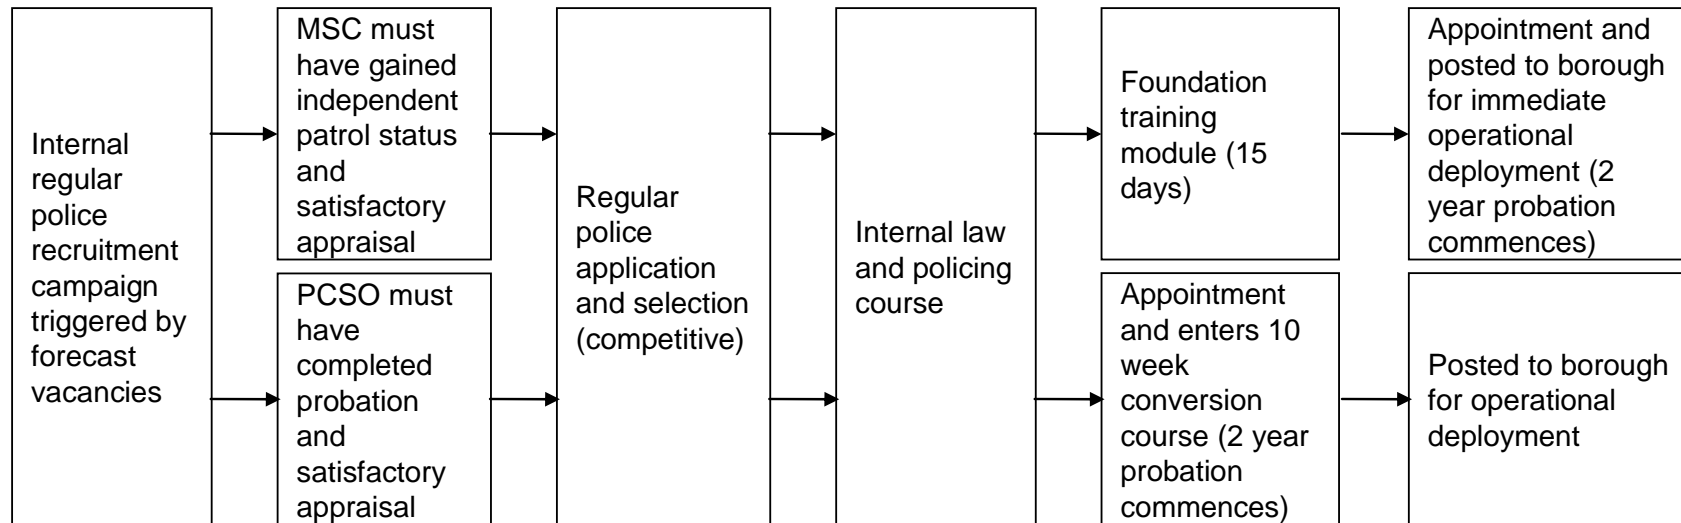 Internal
regular
police
recruitment
campaign
triggered by
forecast
vacancies
MSC must
have gained
independent
patrol status
and
satisfactory
appraisal
PCSO must
have
completed
probation
and
satisfactory
appraisal
Regular
police
application
and selection
(competitive)
Internal law
and policing
course
Foundation
training
module (15
days)
Appointment
and enters 10
week
conversion
course (2 year
probation
commences)
Appointment and
posted to borough
for immediate
operational
deployment (2
year probation
commences)
Posted to borough
for operational
deployment